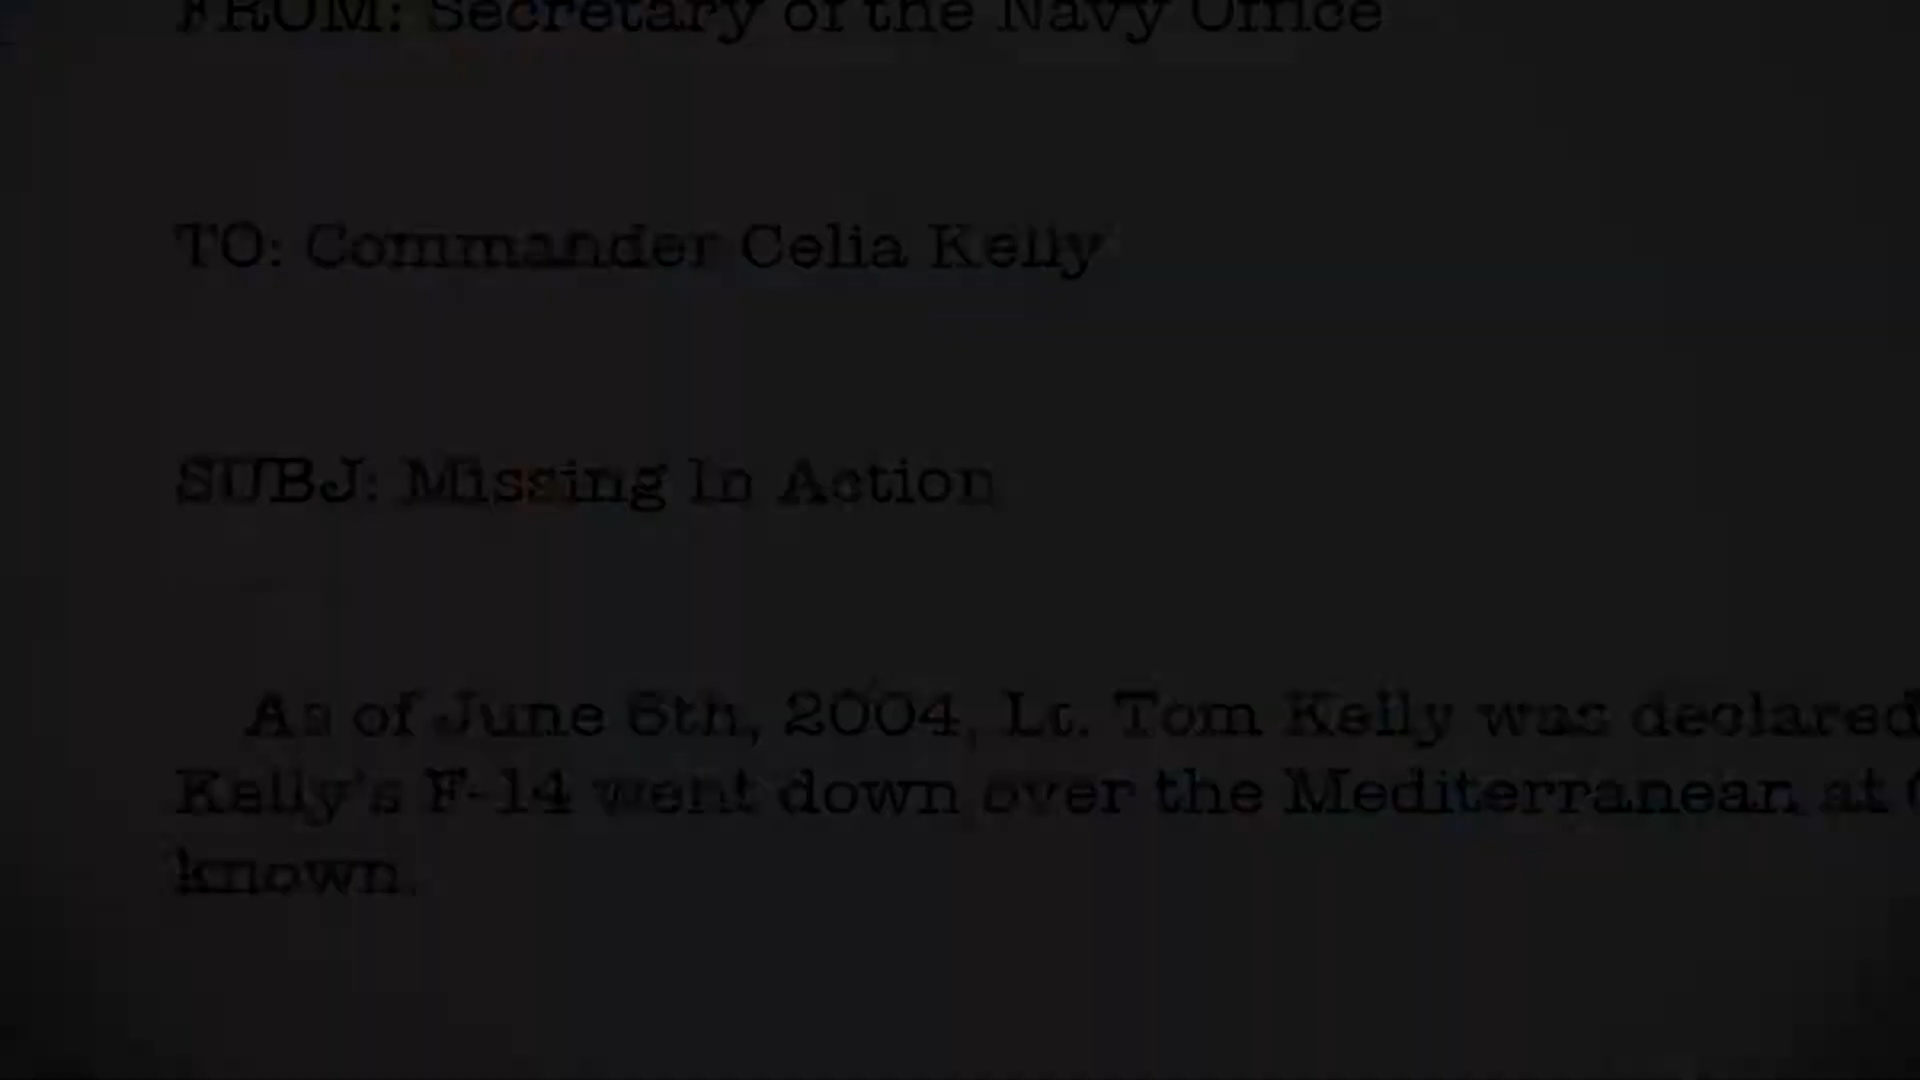 FROM: Secretary of the Navy Office
TO: Commander Celia Kelly
SUBJ: Missing In Action
As of June 8th, 2004, Lt. Tom Kelly was declared
Kelly's F-14 went down over the Mediterranean at
known.